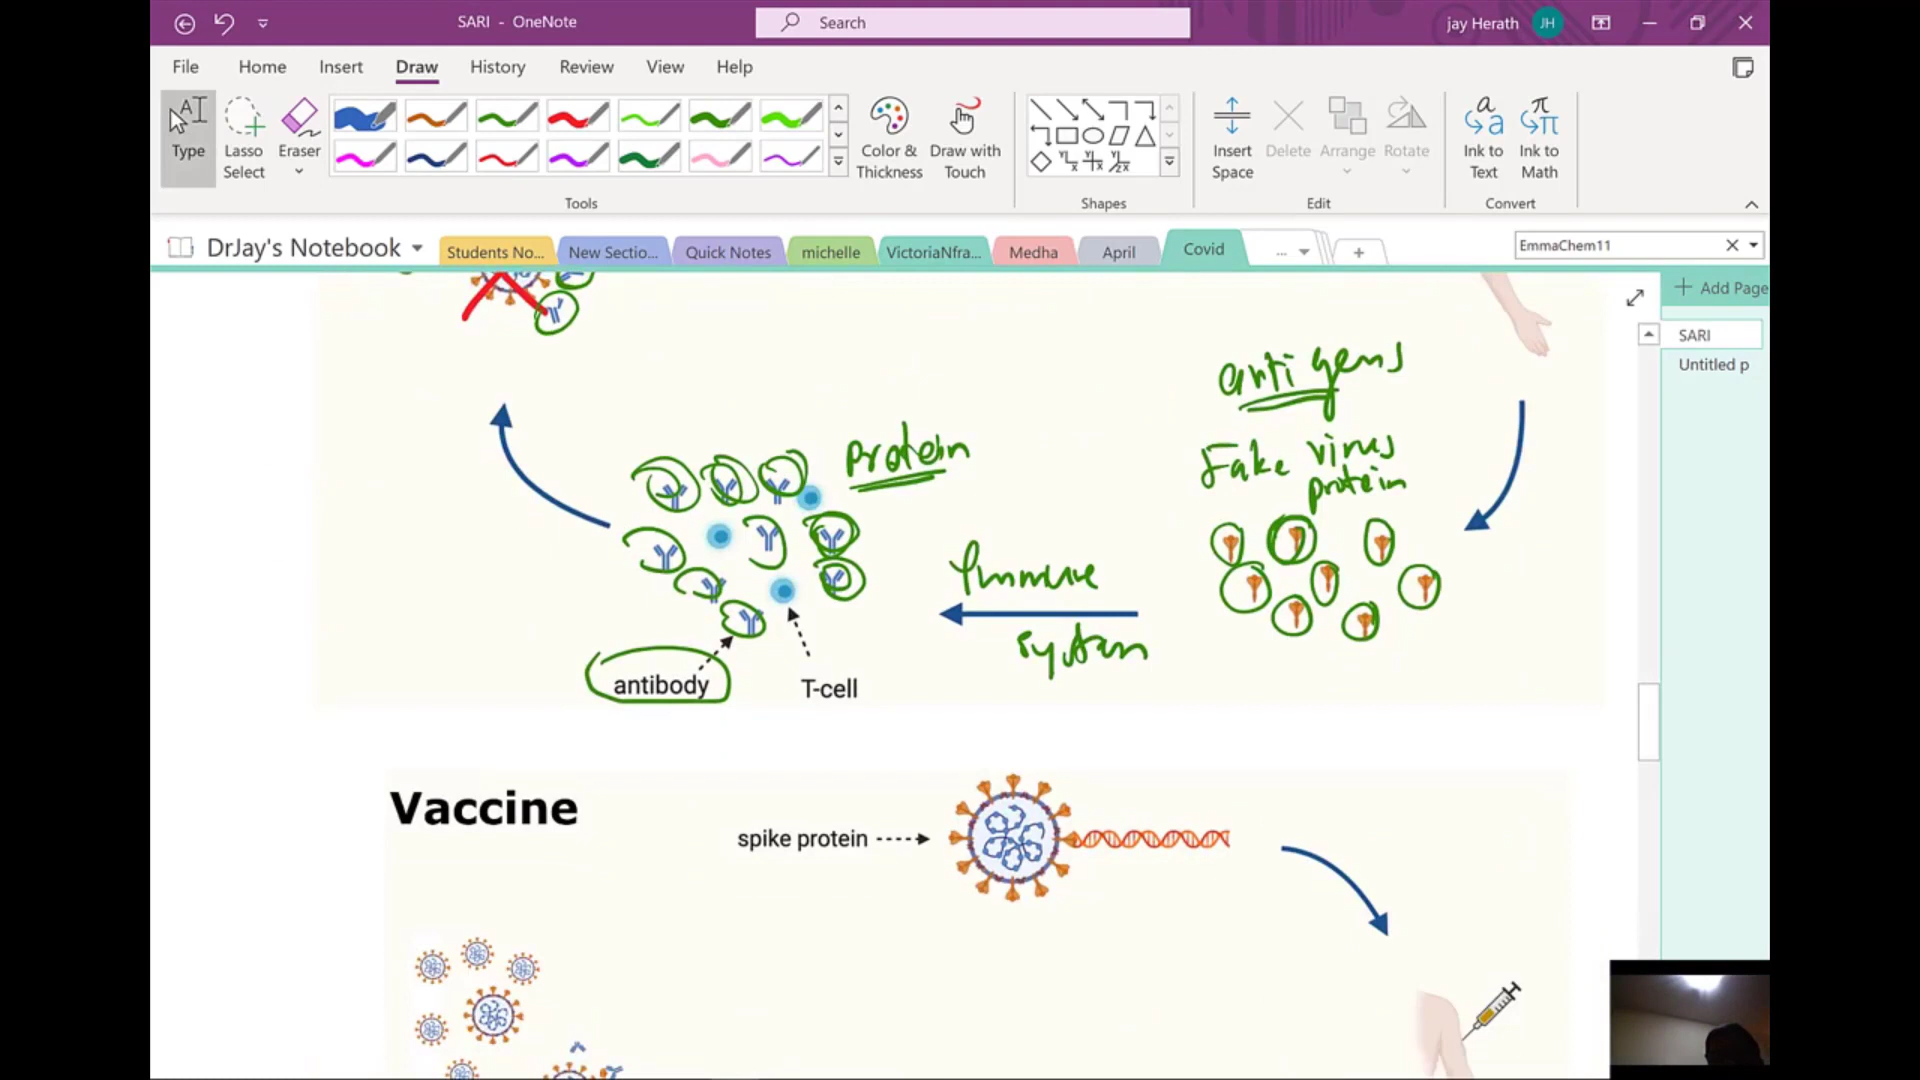 SARI - OneNote
Search
jay Herath
JH
File Home Insert Draw History Review View Help
Type
Lasso Select
Eraser
Color & Thickness
Draw with Touch
Insert Space
Delete
Arrange
Rotate
a a
Ink to Text
π π
Ink to Math
Tools
Shapes
Edit
Convert
DrJay's Notebook
Students No...
New Sectio...
Quick Notes
michelle
VictoriaNfra...
Medha
April
Covid
...
EmmaChem11
Add Page
SARI
Untitled p
antigens
Fake virus
protein
protein
Immune
system
antibody
T-cell
Vaccine
spike protein